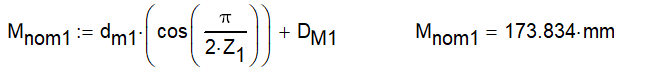 M_nom1 := d_m1·(cos(π/(2·Z_1))) + D_M1 M_nom1 = 173.834·mm